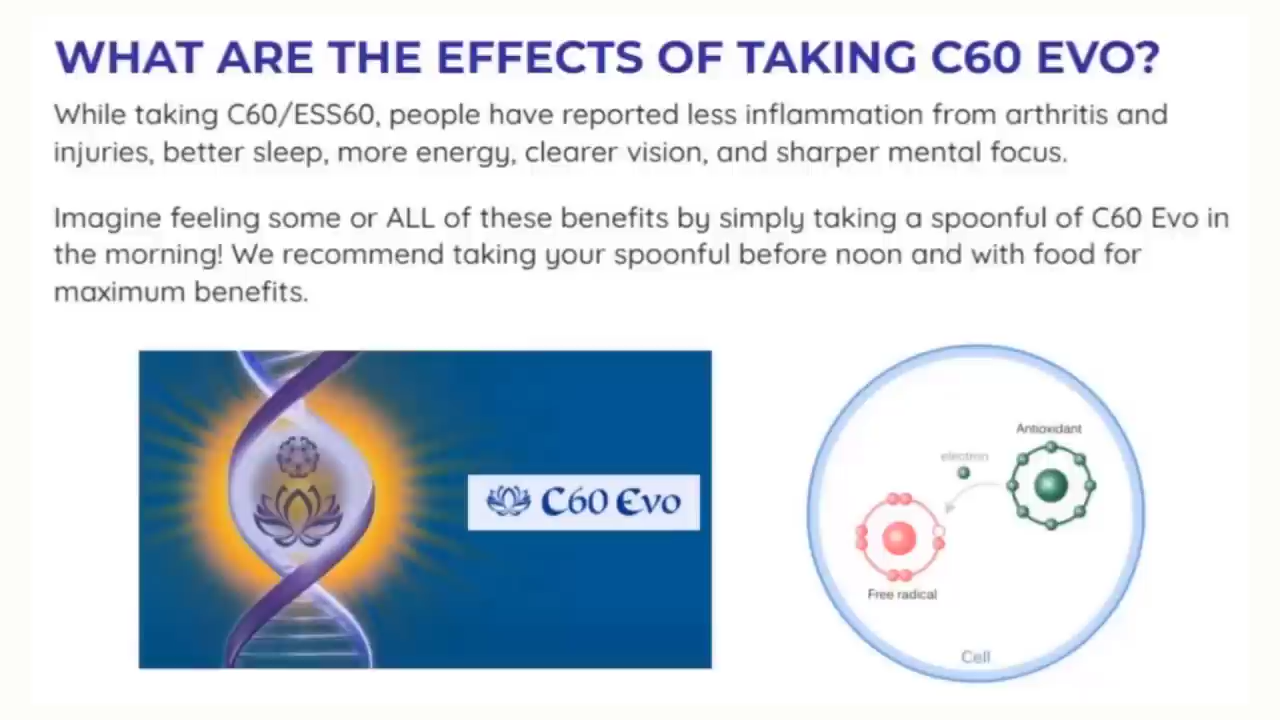 WHAT ARE THE EFFECTS OF TAKING C60 EVO?
While taking C60/ESS60, people have reported less inflammation from arthritis and
injuries, better sleep, more energy, clearer vision, and sharper mental focus.
Imagine feeling some or ALL of these benefits by simply taking a spoonful of C60 Evo in
the morning! We recommend taking your spoonful before noon and with food for
maximum benefits.
C60 Evo
Antioxidant
electron
Free radical
Cell